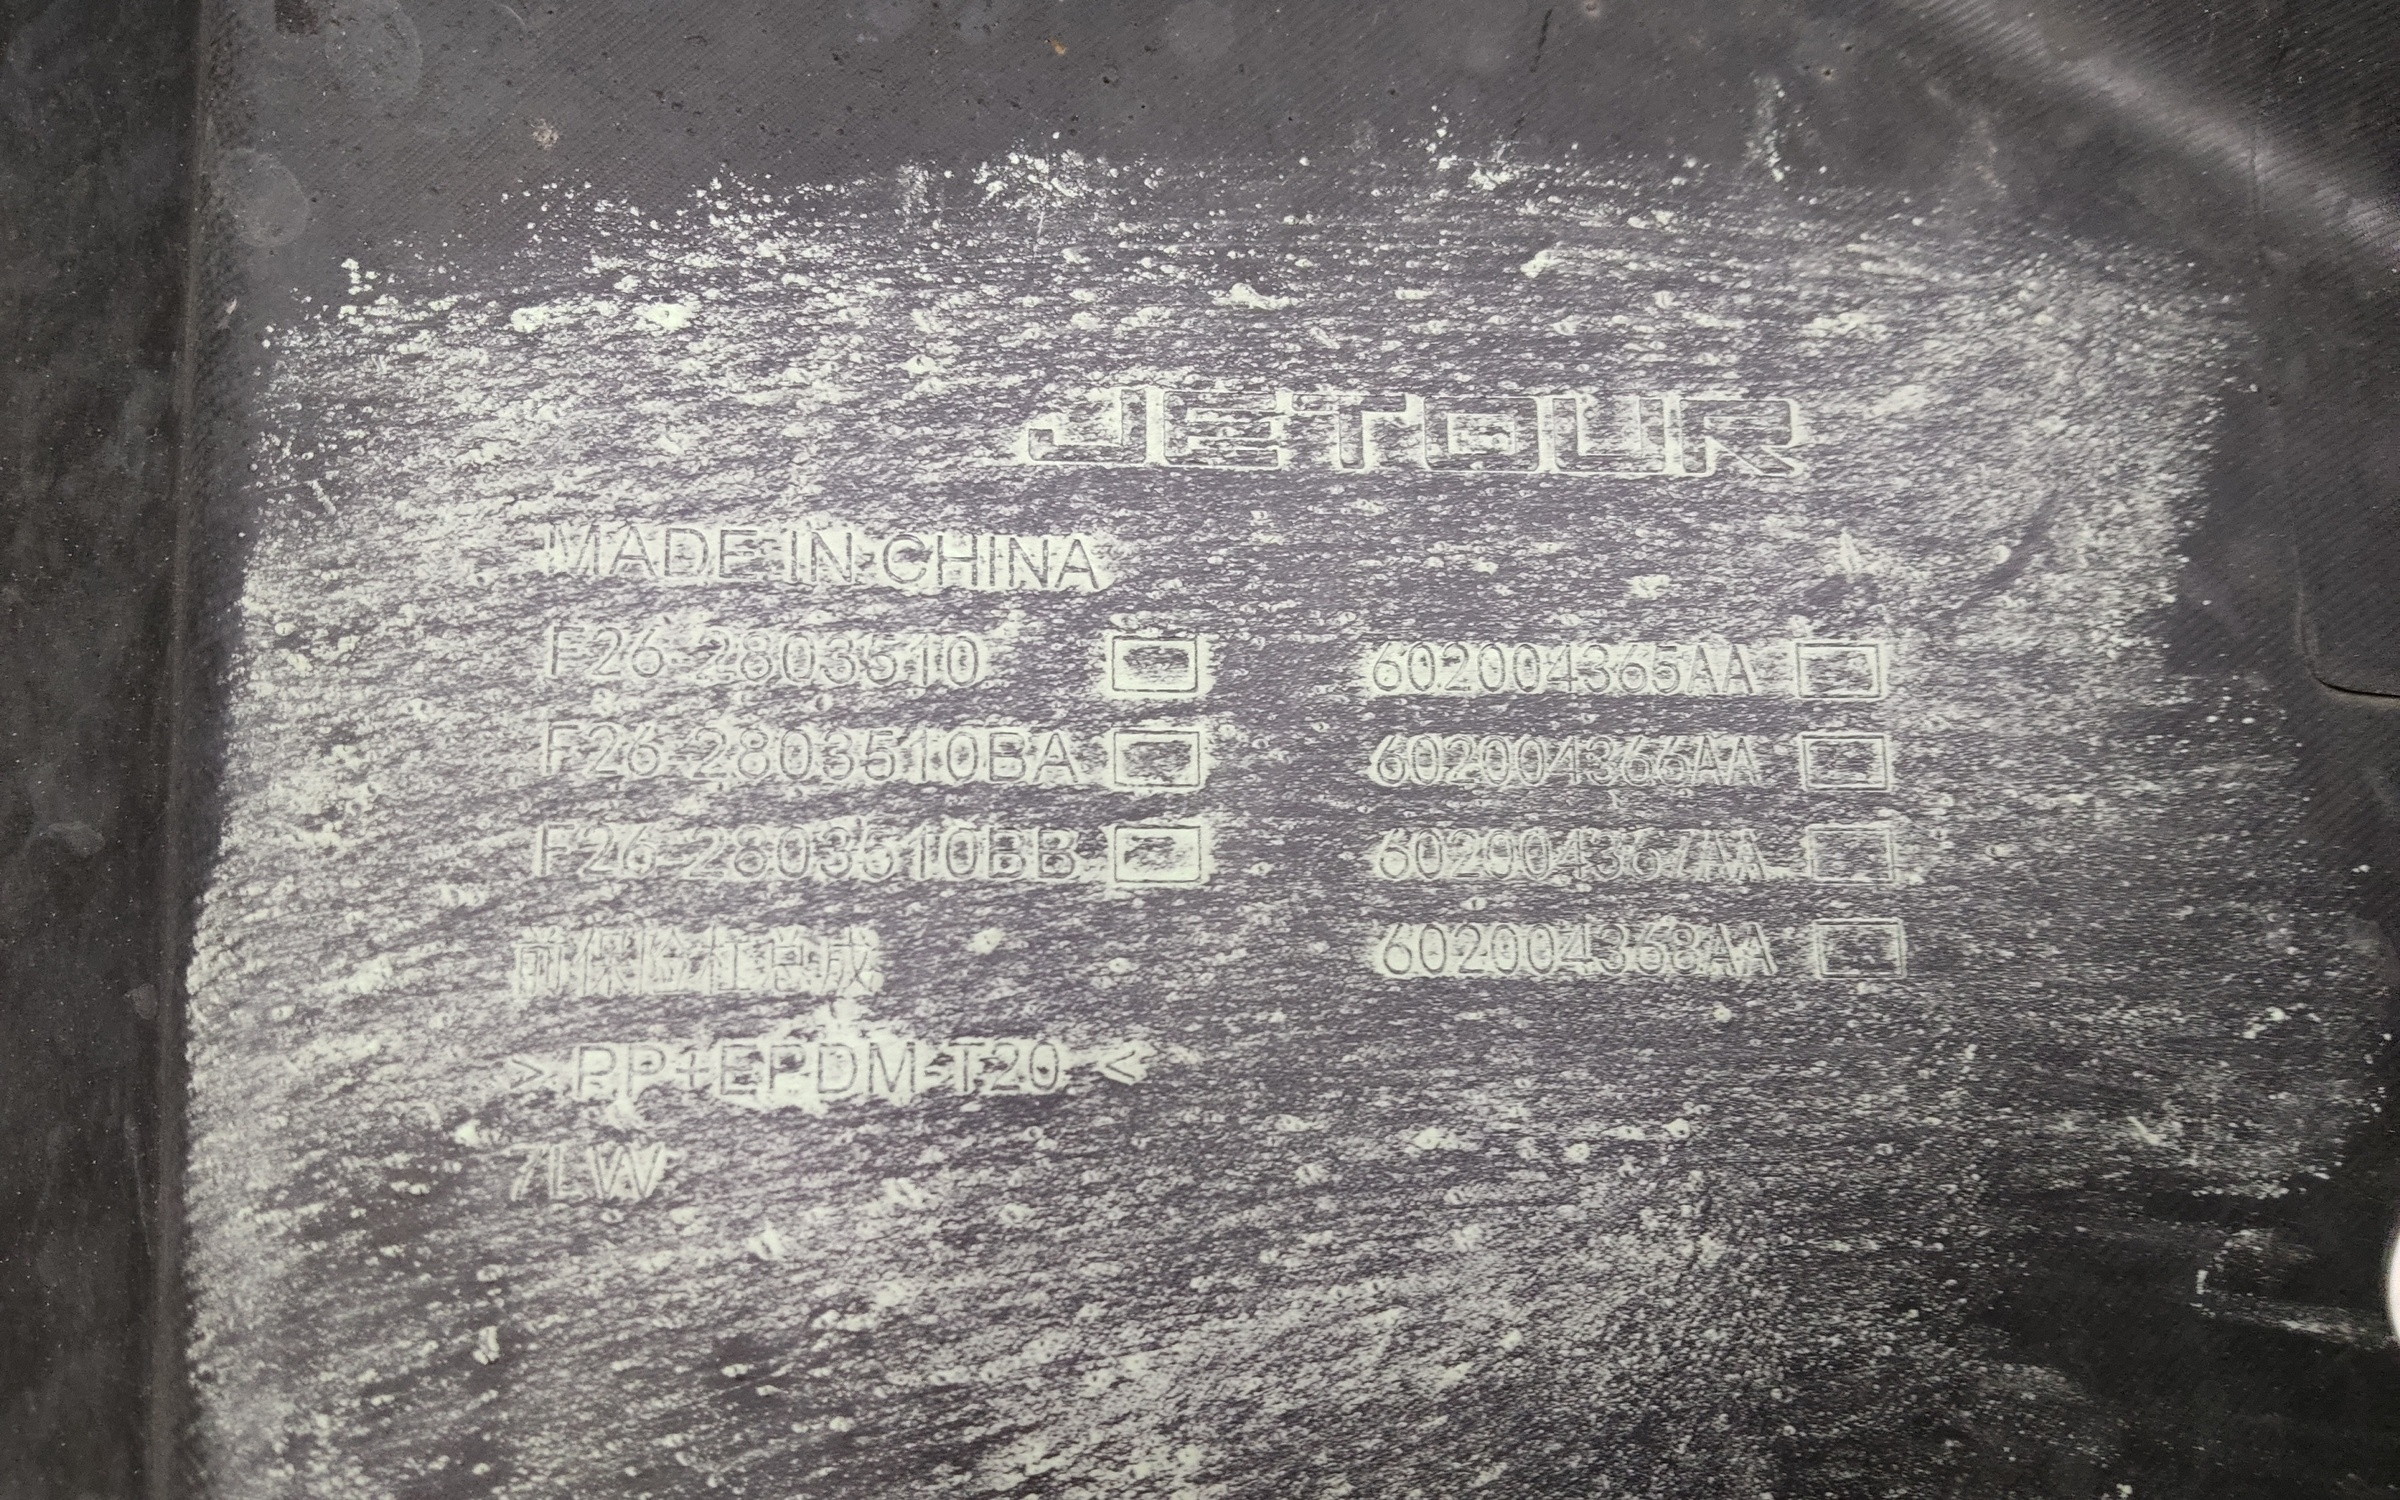 JETOUR
MADE IN CHINA
F26-2803510 602004365AA
F26-2803510BA 602004366AA
F26-2803510BB 602004367AA
前保险杠总成 602004368AA
> PP+EPDM-T20 <
7LW